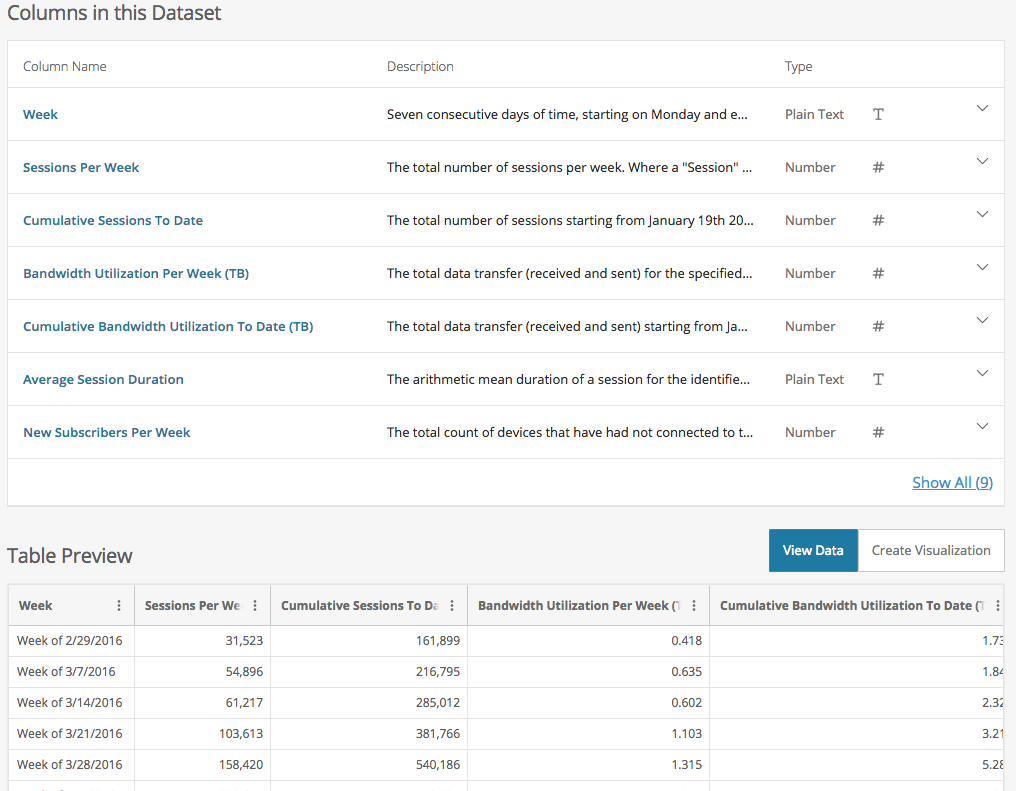 Columns in this Dataset
Column Name Description Type
Week Seven consecutive days of time, starting on Monday and e... Plain Text T
Sessions Per Week The total number of sessions per week. Where a "Session" ... Number #
Cumulative Sessions To Date The total number of sessions starting from January 19th 20... Number #
Bandwidth Utilization Per Week (TB) The total data transfer (received and sent) for the specified... Number #
Cumulative Bandwidth Utilization To Date (TB) The total data transfer (received and sent) starting from Ja... Number #
Average Session Duration The arithmetic mean duration of a session for the identifie... Plain Text T
New Subscribers Per Week The total count of devices that have had not connected to t... Number #
Show All (9)
Table Preview View Data Create Visualization
Week Sessions Per We Cumulative Sessions To Da Bandwidth Utilization Per Week (T Cumulative Bandwidth Utilization To Date (T
Week of 2/29/2016 31,523 161,899 0.418 1.73
Week of 3/7/2016 54,896 216,795 0.635 1.84
Week of 3/14/2016 61,217 285,012 0.602 2.32
Week of 3/21/2016 103,613 381,766 1.103 3.21
Week of 3/28/2016 158,420 540,186 1.315 5.28